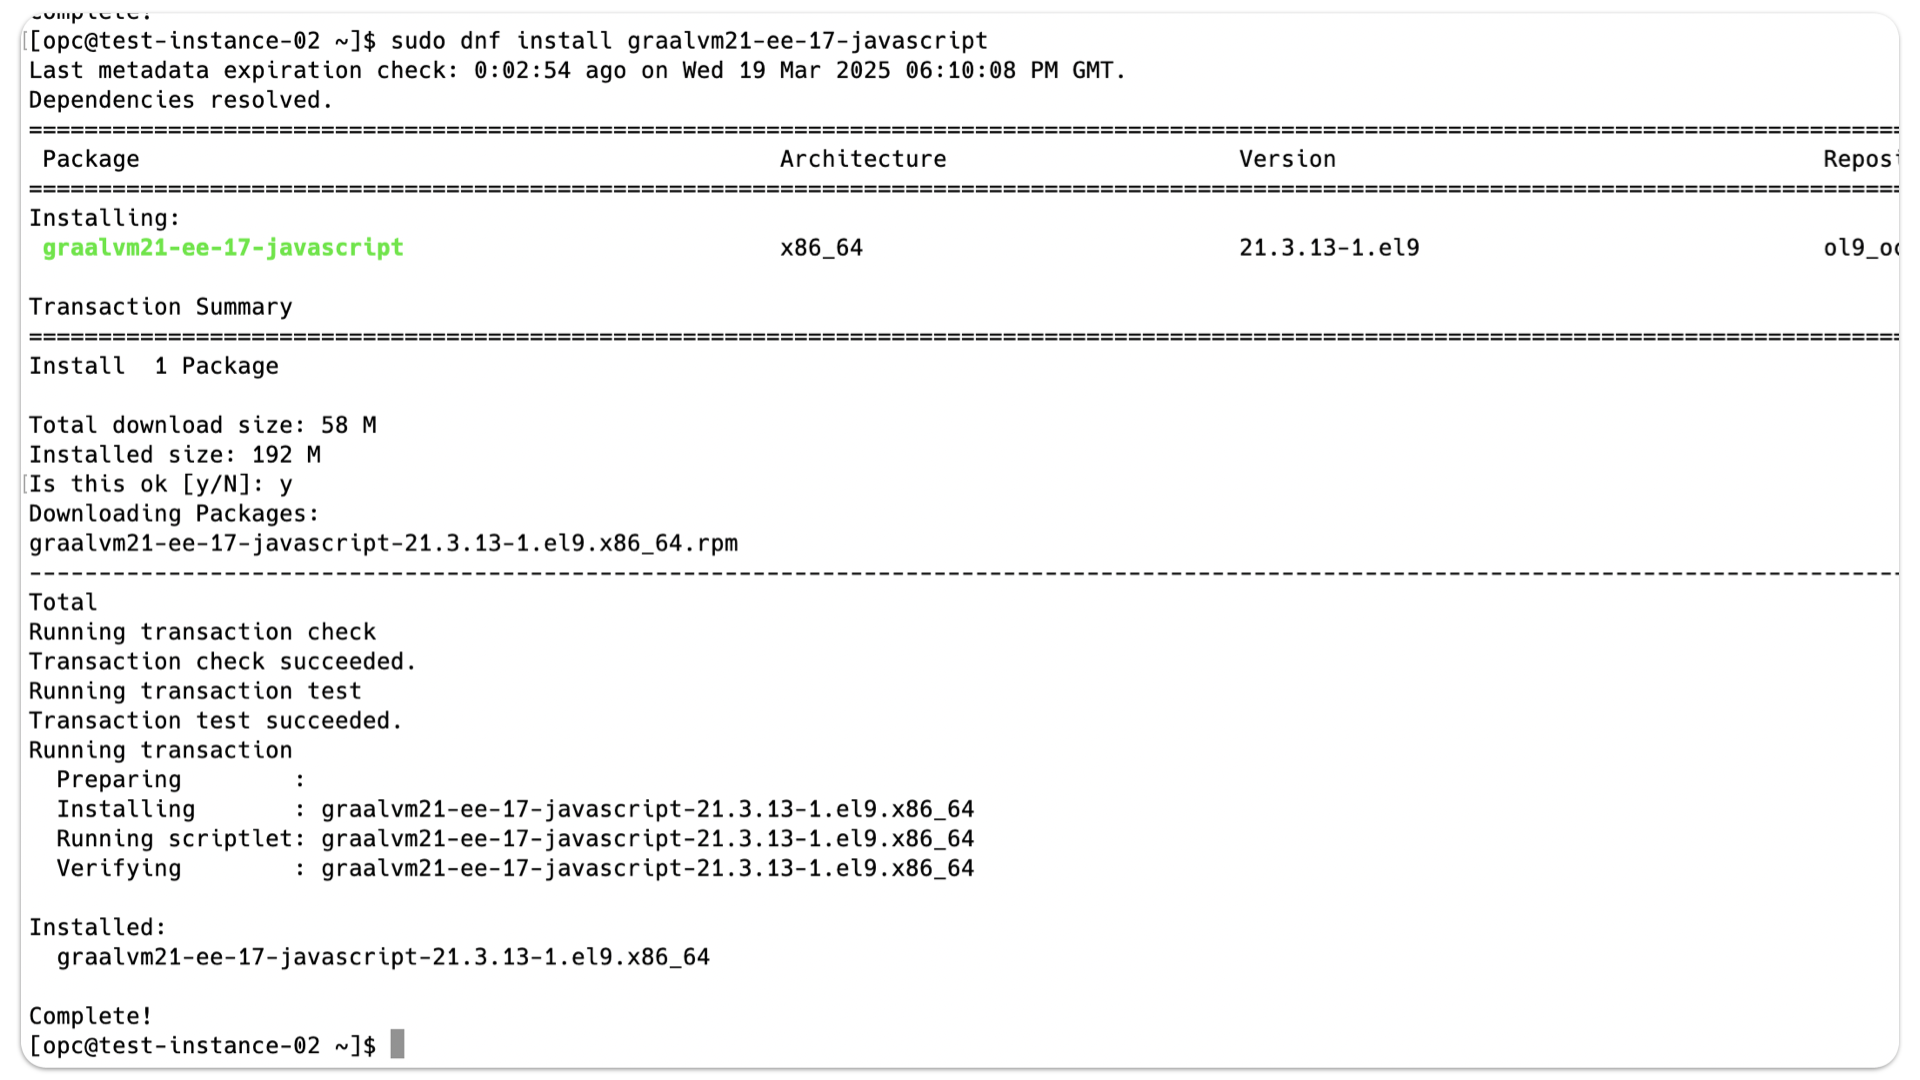 Complete!
[opc@test-instance-02 ~]$ sudo dnf install graalvm21-ee-17-javascript
Last metadata expiration check: 0:02:54 ago on Wed 19 Mar 2025 06:10:08 PM GMT.
Dependencies resolved.
Package Architecture Version Reposi
Installing:
graalvm21-ee-17-javascript x86_64 21.3.13-1.el9 ol9_oc
Transaction Summary
Install 1 Package
Total download size: 58 M
Installed size: 192 M
Is this ok [y/N]: y
Downloading Packages:
graalvm21-ee-17-javascript-21.3.13-1.el9.x86_64.rpm
Total
Running transaction check
Transaction check succeeded.
Running transaction test
Transaction test succeeded.
Running transaction
Preparing :
Installing : graalvm21-ee-17-javascript-21.3.13-1.el9.x86_64
Running scriptlet: graalvm21-ee-17-javascript-21.3.13-1.el9.x86_64
Verifying : graalvm21-ee-17-javascript-21.3.13-1.el9.x86_64
Installed:
graalvm21-ee-17-javascript-21.3.13-1.el9.x86_64
Complete!
[opc@test-instance-02 ~]$